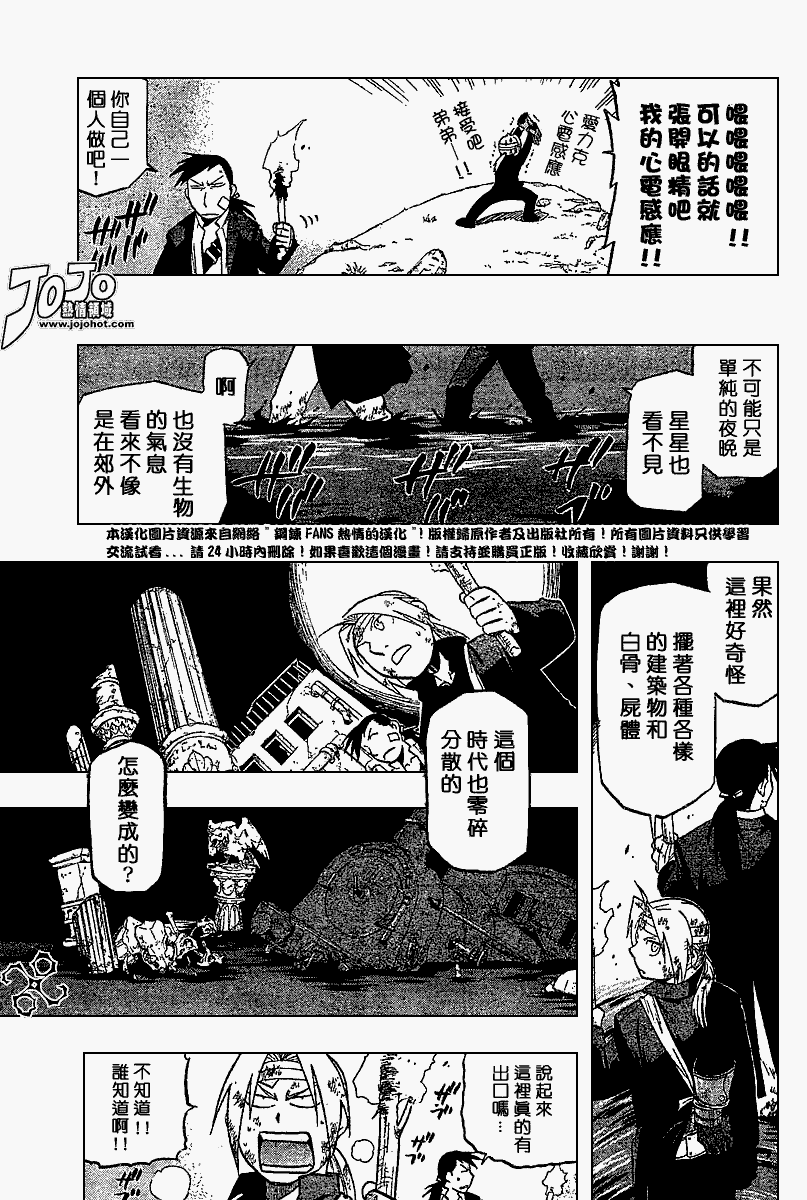 喂喂喂喂喂!!
可以的話就
張開眼精吧
我的心電感應!!
愛力克
心電感應
接受吧
弟弟——!!
你自己一
個人做吧!
JOJO
熱情領域
www.jojohot.com
不可能只是
單純的夜晚
星星也
看不見
啊
也沒有生物
的氣息
看來不像
是在郊外
本漢化圖片資源來自網絡"鋼鍊FANS熱情的漢化"!版權歸原作者及出版社所有!所有圖片資料只供學習
交流試看...請24小時內刪除!如果喜歡這個漫畫!請支持並購買正版!收藏欣賞!謝謝!
果然
這裡好奇怪
擺著各種各樣
的建築物和
白骨、屍體
這個
時代也零碎
分散的
怎麼變成的?
說起來
這裡真的有
出口嗎…
不知道!!
誰知道啊!!